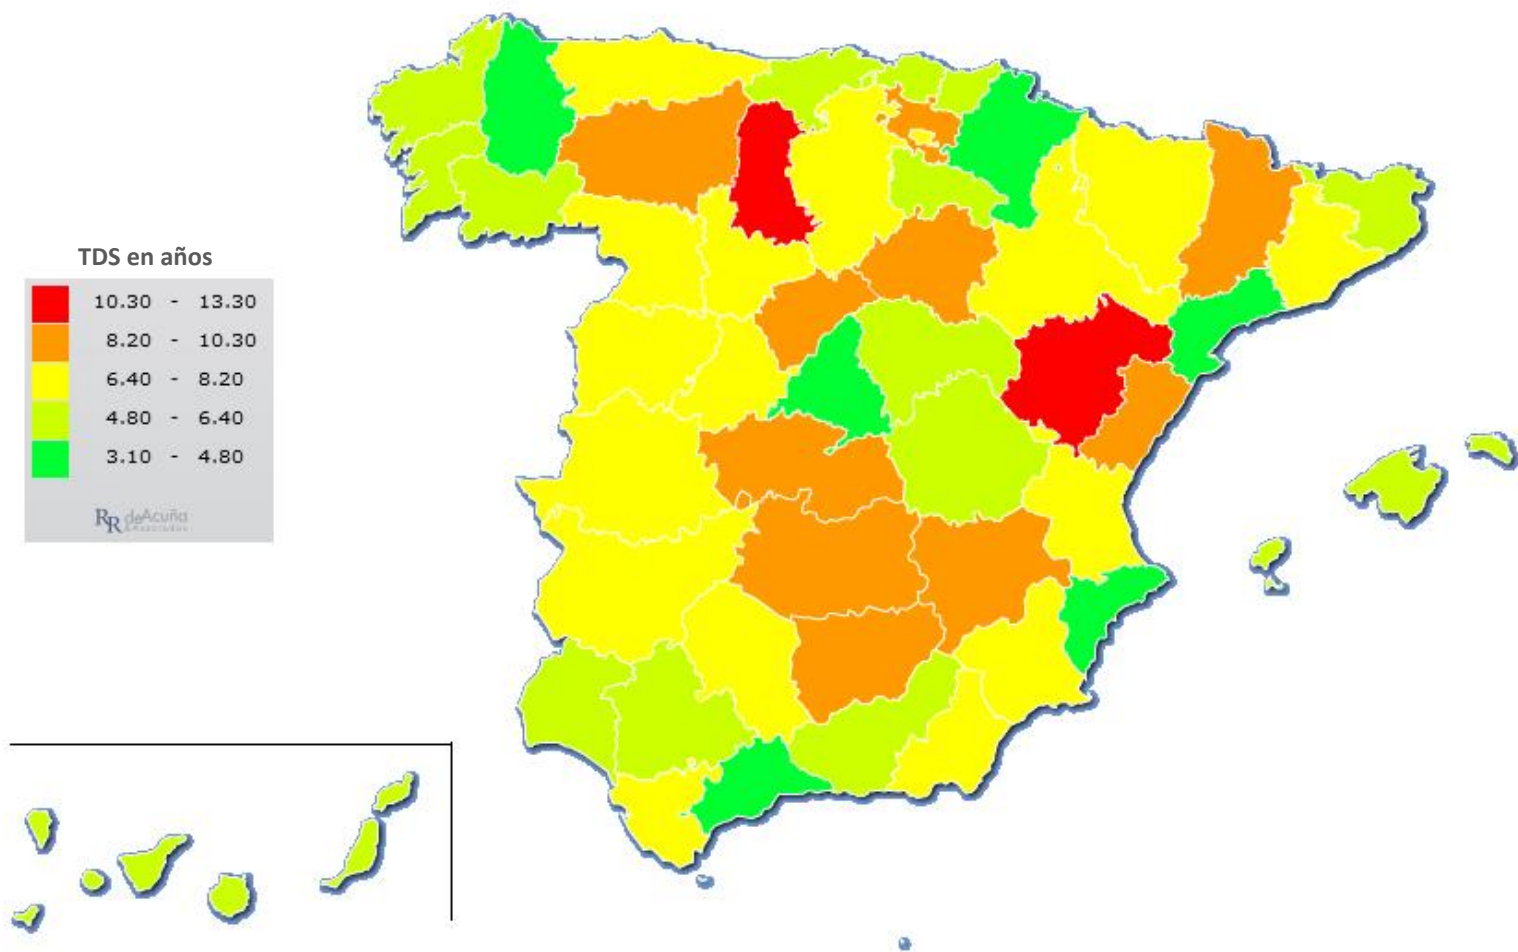 TDS en años
10.30 - 13.30
8.20 - 10.30
6.40 - 8.20
4.80 - 6.40
3.10 - 4.80
RR deAcuña
& Asociados